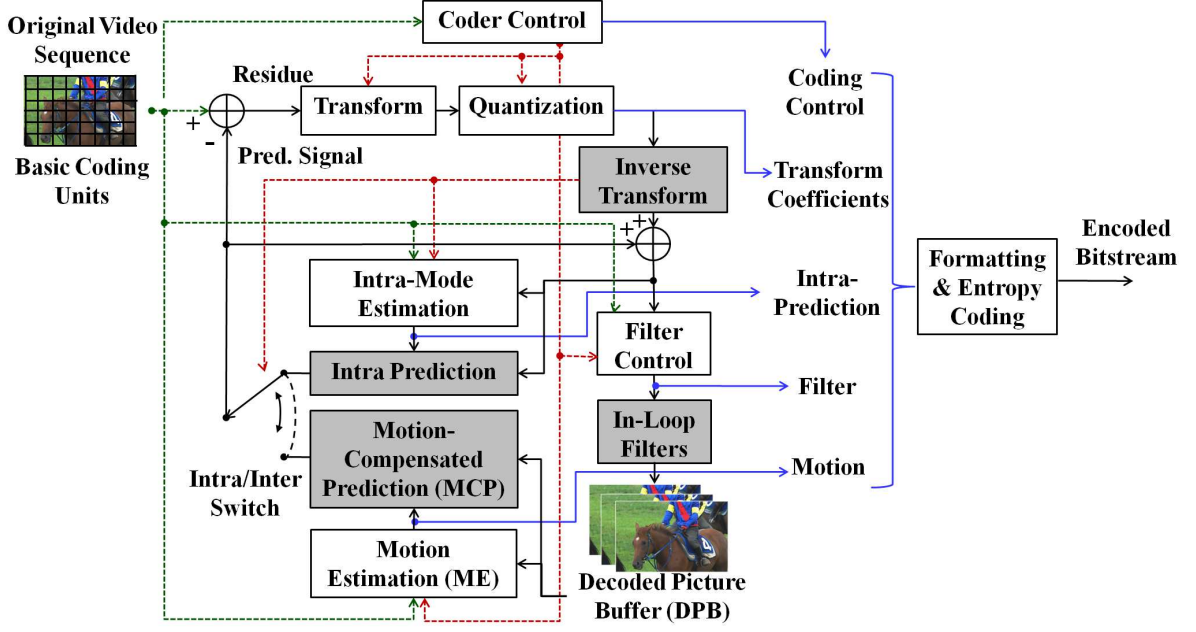 Original Video
Sequence
Basic Coding
Units
+
-
Residue
Pred. Signal
Coder Control
Transform
Quantization
Inverse
Transform
+
+
Intra-Mode
Estimation
Intra Prediction
Motion-
Compensated
Prediction (MCP)
Intra/Inter
Switch
Motion
Estimation (ME)
Filter
Control
In-Loop
Filters
Decoded Picture
Buffer (DPB)
Coding
Control
Transform
Coefficients
Intra-
Prediction
Filter
Motion
Formatting
& Entropy
Coding
Encoded
Bitstream